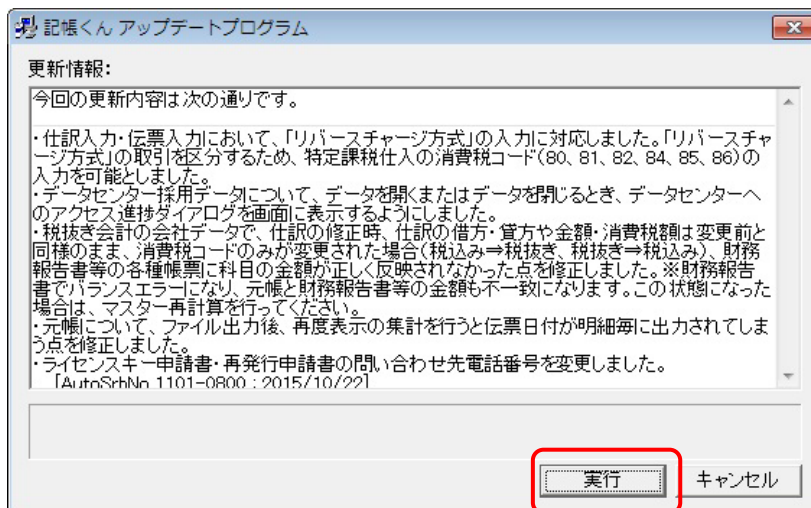 記帳くん アップデートプログラム
更新情報:
今回の更新内容は次の通りです。
・仕訳入力・伝票入力において、「リバースチャージ方式」の入力に対応しました。「リバースチャ
ージ方式」の取引を区分するため、特定課税仕入の消費税コード(80、81、82、84、85、86)の
入力を可能としました。
・データセンター採用データについて、データを開くまたはデータを閉じるとき、データセンターへ
のアクセス進捗ダイアログを画面に表示するようにしました。
・税抜き会計の会社データで、仕訳の修正時、仕訳の借方・貸方や金額・消費税額は変更前と
同様のまま、消費税コードのみが変更された場合(税込み⇒税抜き、税抜き⇒税込み)、財務
報告書等の各種帳票に科目の金額が正しく反映されなかった点を修正しました。※財務報告
書でバランスエラーになり、元帳と財務報告書等の金額も不一致になります。この状態になった
場合は、マスター再計算を行ってください。
・元帳について、ファイル出力後、再度表示の集計を行うと伝票日付が明細毎に出力されてしま
う点を修正しました。
・ライセンスキー申請書・再発行申請書の問い合わせ先電話番号を変更しました。
[AutoSrhNo 1101-0800 : 2015/10/22]
実行
キャンセル